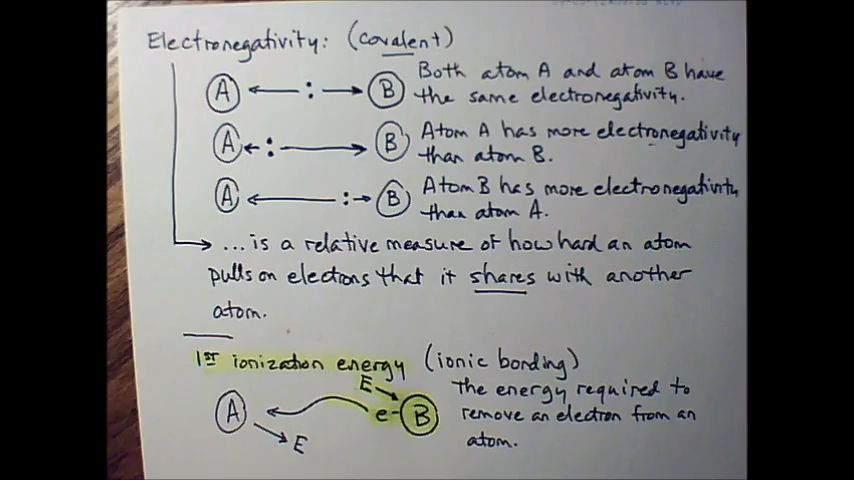 Electronegativity: (covalent)
A : B Both atom A and atom B have
the same electronegativity.
A : B Atom A has more electronegativity
than atom B.
A : B Atom B has more electronegativity
than atom A.
...is a relative measure of how hard an atom
pulls on electrons that it shares with another
atom.
1st ionization energy (ionic bonding)
E The energy required to
A e- B remove an electron from an
E atom.